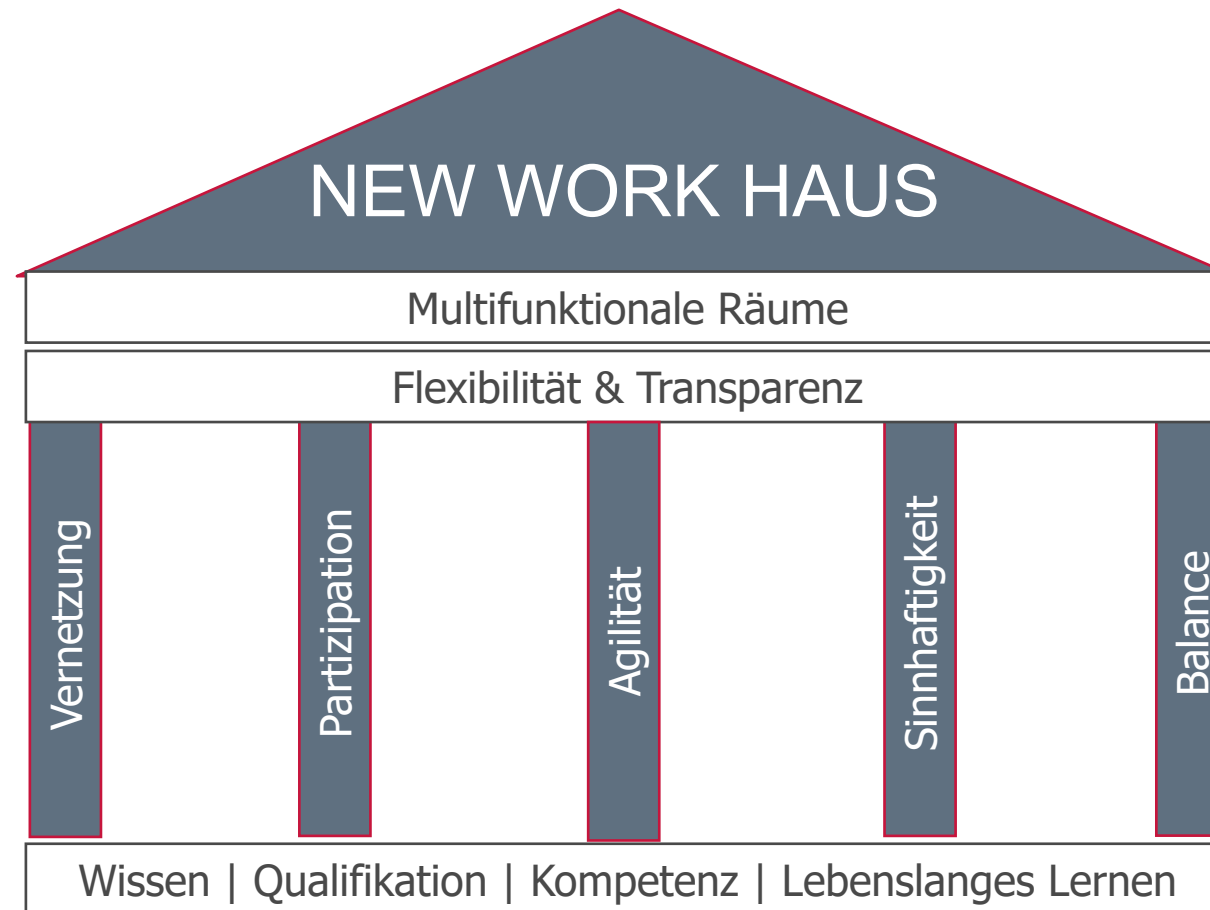 NEW WORK HAUS
Multifunktionale Räume
Flexibilität & Transparenz
Vernetzung
Partizipation
Agilität
Sinnhaftigkeit
Balance
Wissen | Qualifikation | Kompetenz | Lebenslanges Lernen